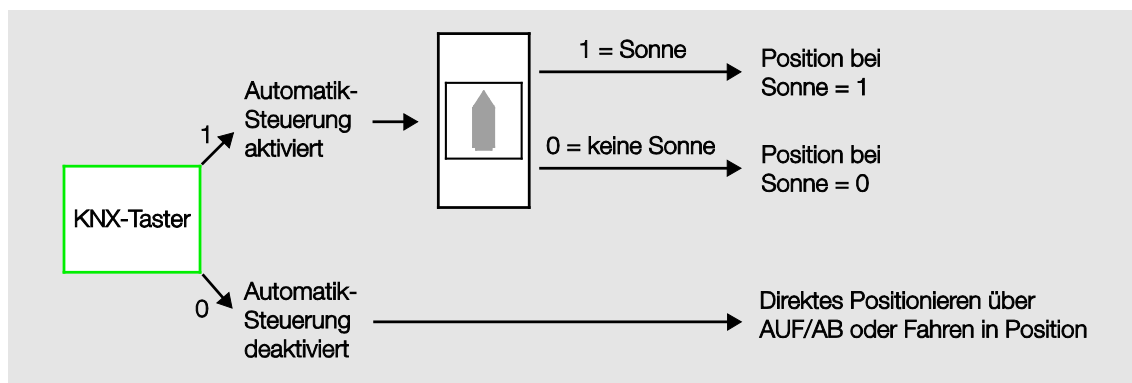 KNX-Taster
1
Automatik-
Steuerung
aktiviert
1 = Sonne
Position bei
Sonne = 1
0 = keine Sonne
Position bei
Sonne = 0
0
Automatik-
Steuerung
deaktiviert
Direktes Positionieren über
AUF/AB oder Fahren in Position